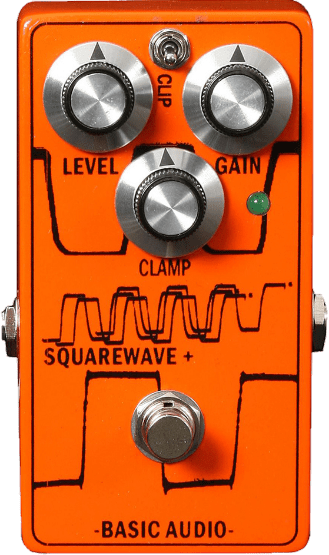 CLIP
LEVEL
GAIN
CLAMP
SQUAREWAVE +
-BASIC AUDIO-